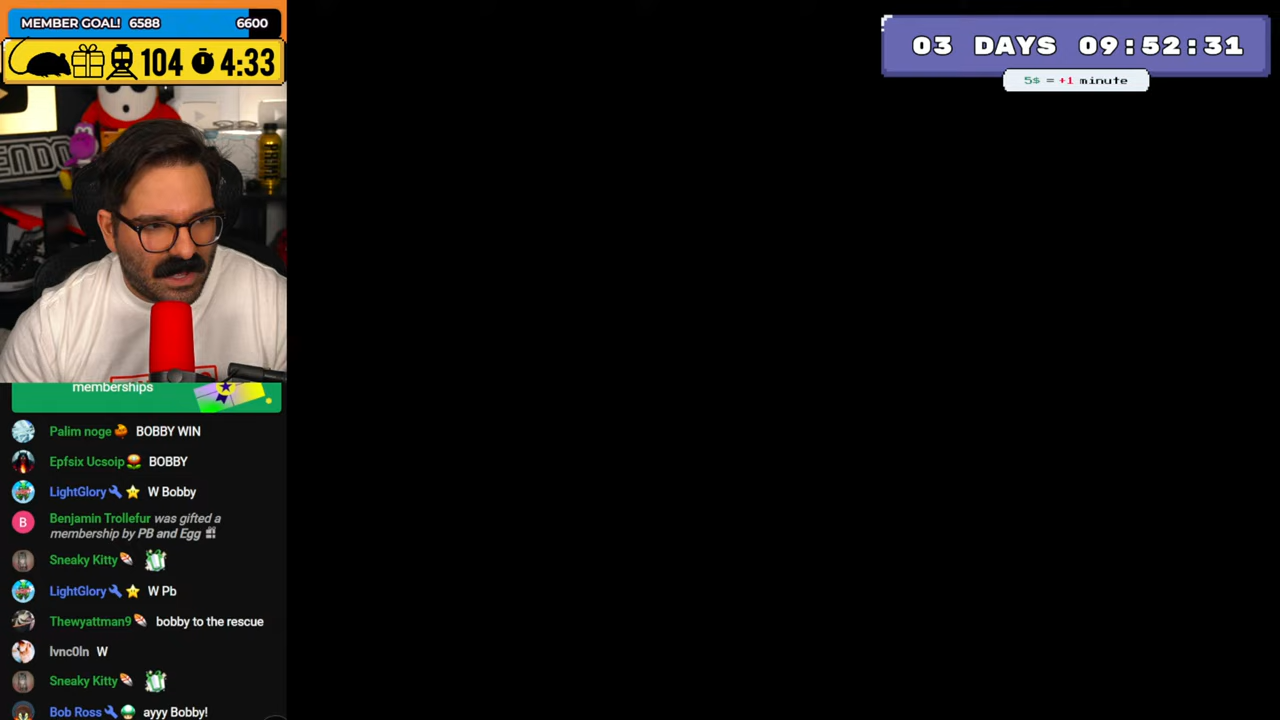 MEMBER GOAL! 6588 6600
104 4:33
03 DAYS 09:52:31
5$ = +1 minute
ENDO
memberships
Palim noge BOBBY WIN
Epfsix Ucsoip BOBBY
LightGlory W Bobby
Benjamin Trollefur was gifted a
membership by PB and Egg
Sneaky Kitty
LightGlory W Pb
Thewyattman9 bobby to the rescue
lvnc0ln W
Sneaky Kitty
Bob Ross ayyy Bobby!